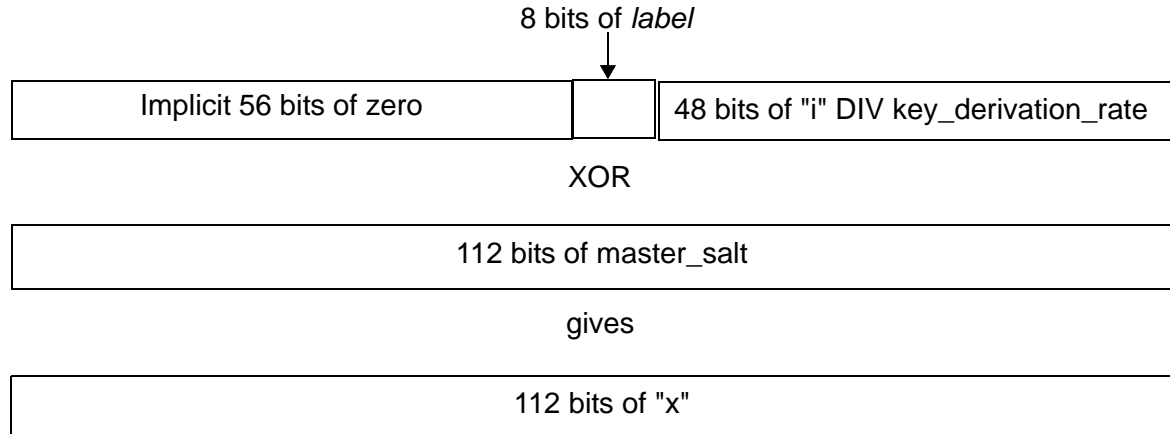 8 bits of label
Implicit 56 bits of zero
48 bits of "i" DIV key_derivation_rate
XOR
112 bits of master_salt
gives
112 bits of "x"